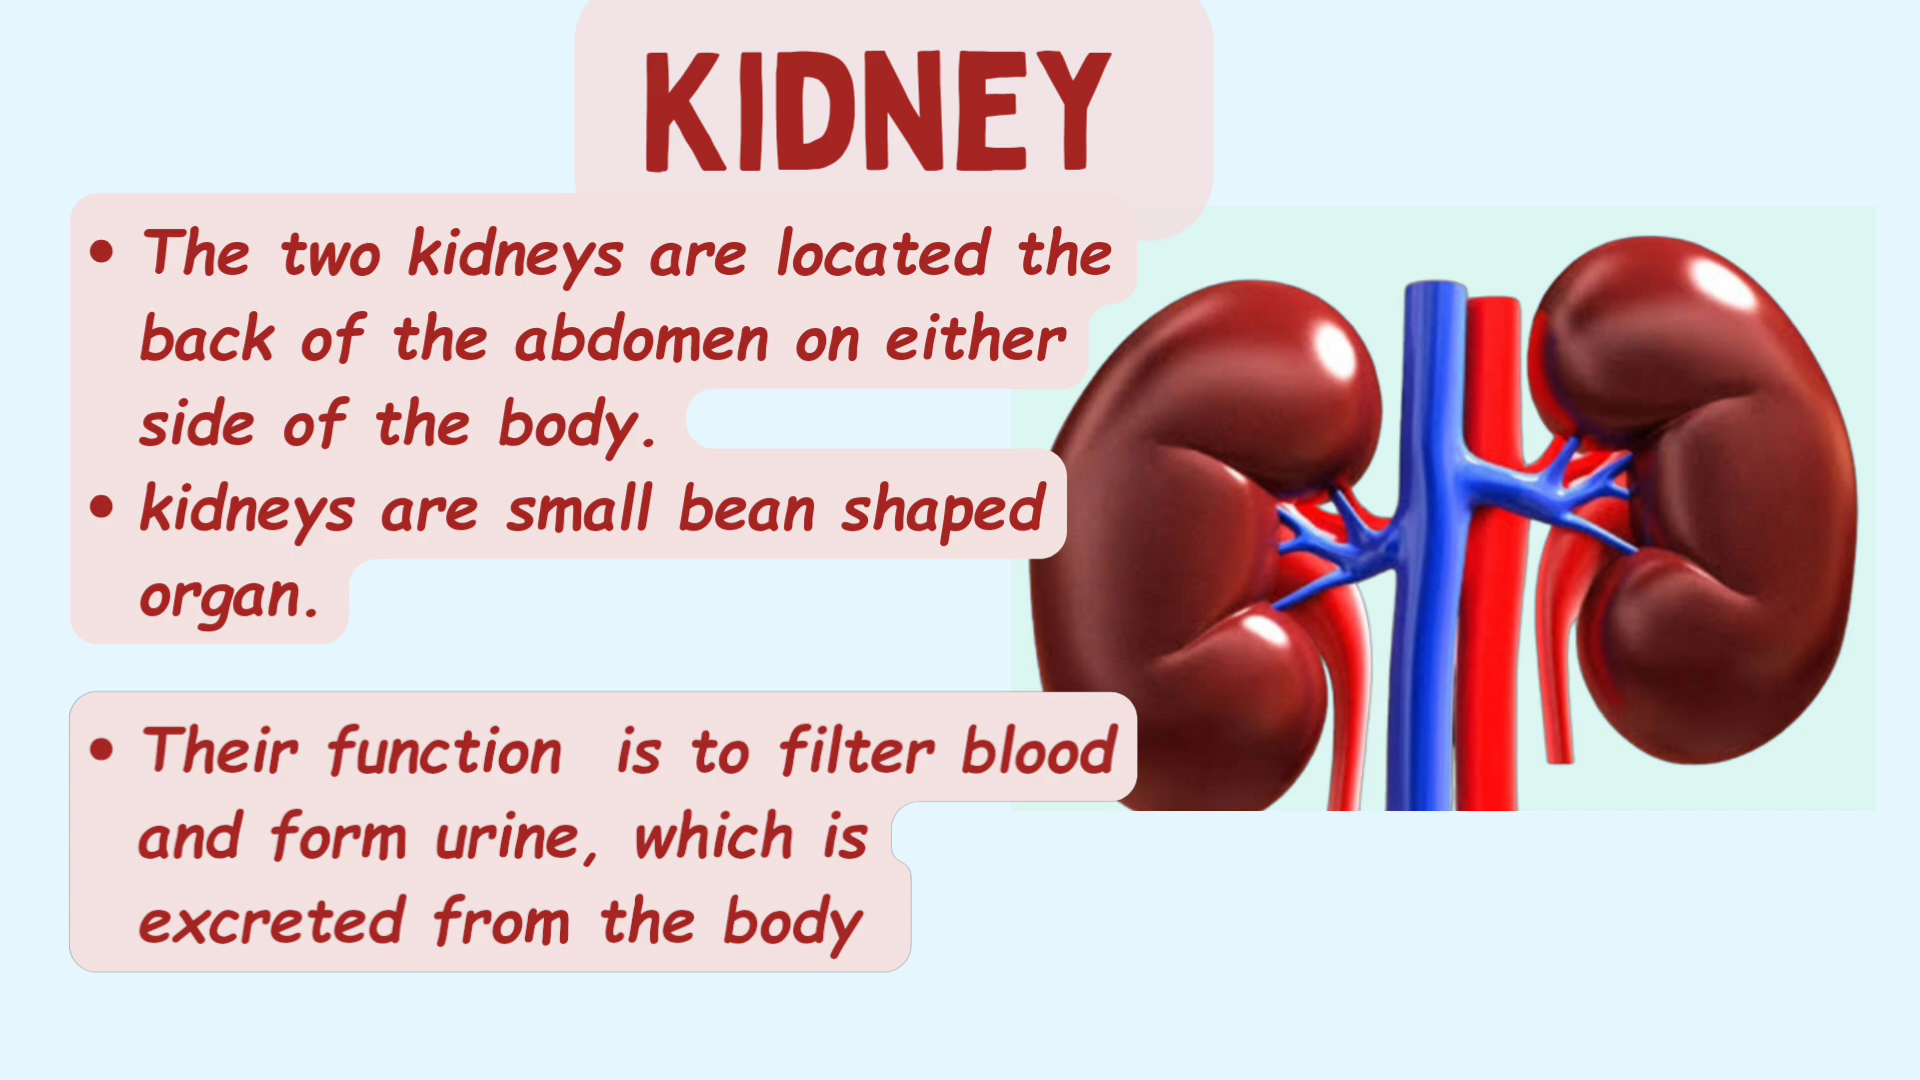 KIDNEY
• The two kidneys are located the
back of the abdomen on either
side of the body.
• kidneys are small bean shaped
organ.
• Their function is to filter blood
and form urine, which is
excreted from the body